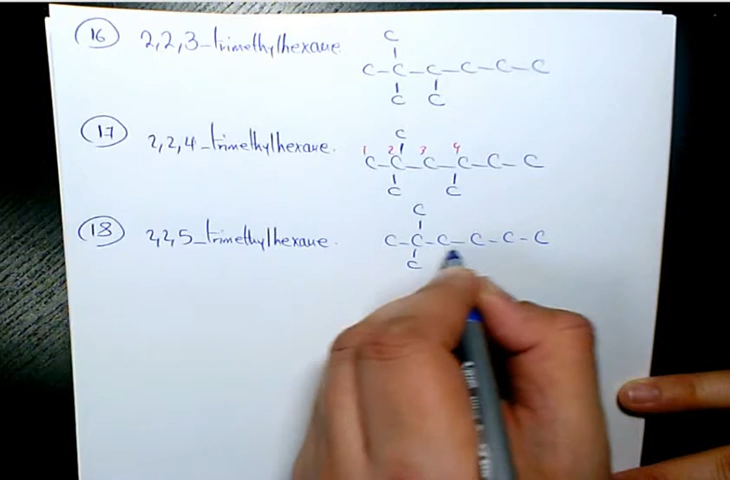 16 2,2,3-trimethylhexane
C
C-C-C-C-C-C
C C
17 2,2,4-trimethylhexane.
C
1 2 3 4
C-C-C-C-C-C
C C
18 2,2,5-trimethylhexane.
C
C-C-C-C-C-C
C